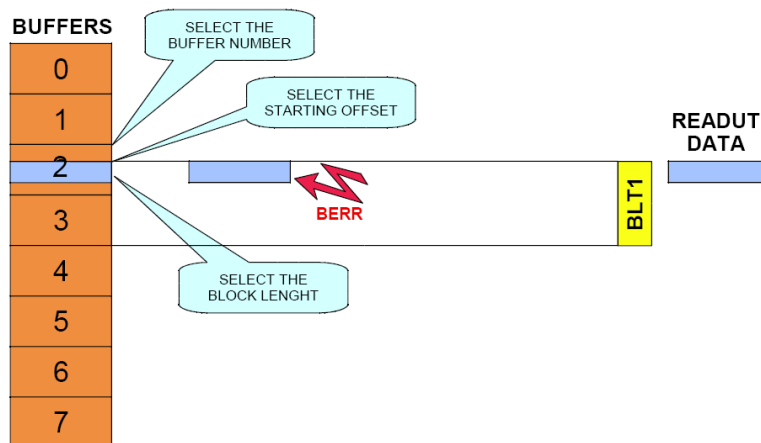 BUFFERS
0
1
2
3
4
5
6
7
SELECT THE
BUFFER NUMBER
SELECT THE
STARTING OFFSET
BERR
SELECT THE
BLOCK LENGHT
BLT1
READUT
DATA